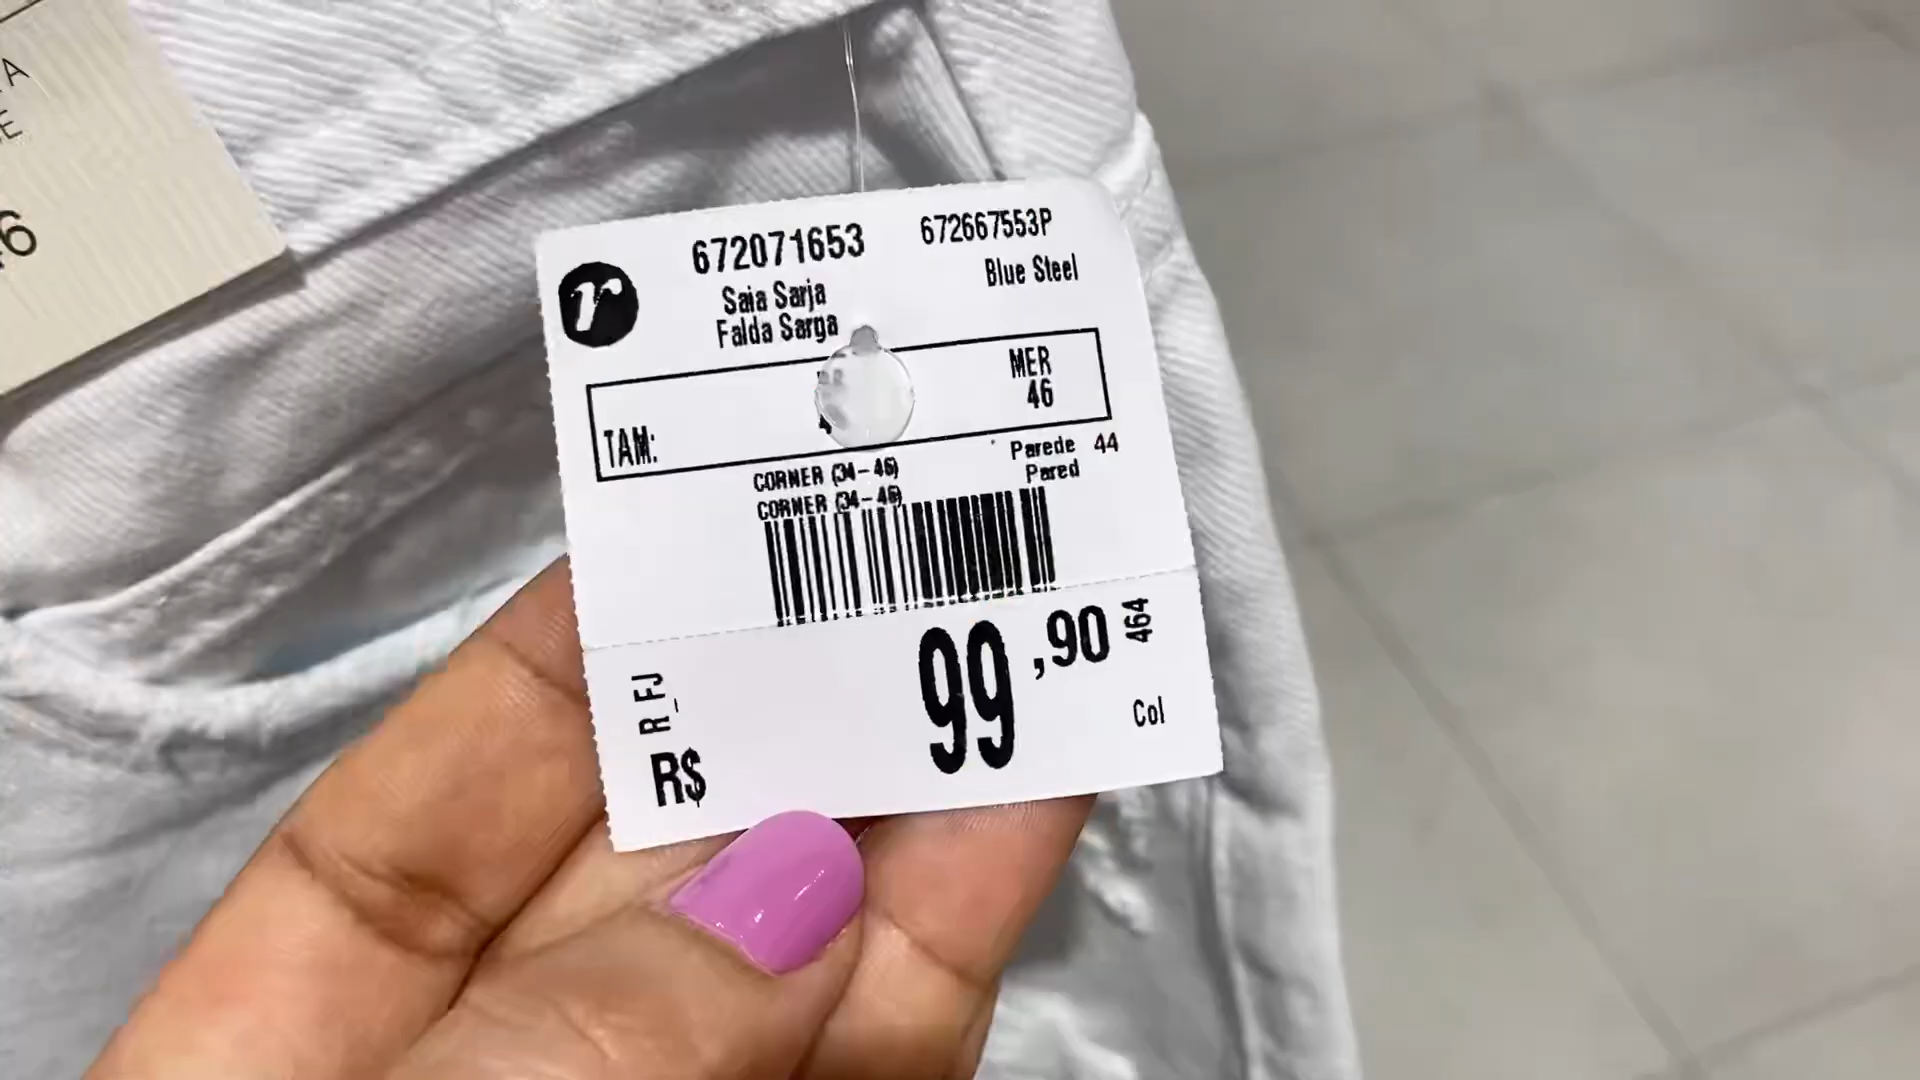 A
E
6
672071653
672667553P
r
Saia Sarja
Falda Sarga
Blue Steel
MER
46
TAM:
CORNER (34-46)
CORNER (34-46)
Parede 44
Pared
99,90
464
R_FJ
R$
Col